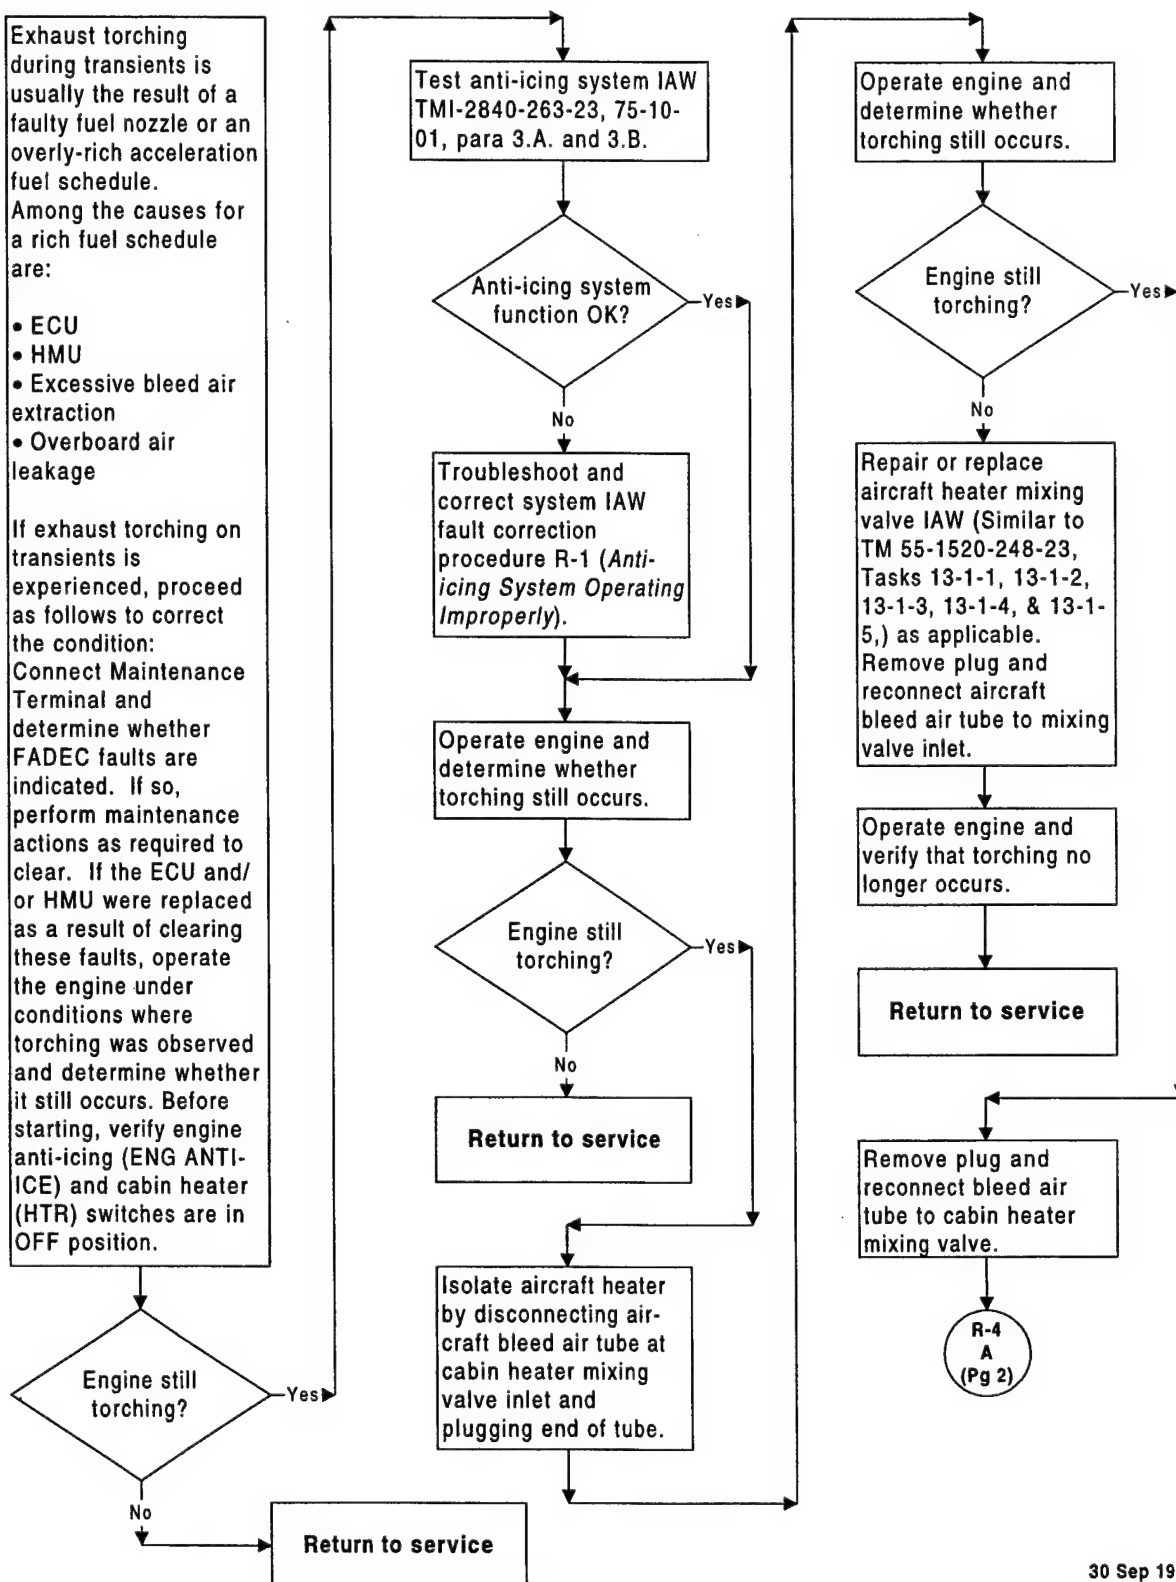 Exhaust torching
during transients is
usually the result of a
faulty fuel nozzle or an
overly-rich acceleration
fuel schedule.
Among the causes for
a rich fuel schedule
are:
• ECU
• HMU
• Excessive bleed air
extraction
• Overboard air
leakage
If exhaust torching on
transients is
experienced, proceed
as follows to correct
the condition:
Connect Maintenance
Terminal and
determine whether
FADEC faults are
indicated. If so,
perform maintenance
actions as required to
clear. If the ECU and/
or HMU were replaced
as a result of clearing
these faults, operate
the engine under
conditions where
torching was observed
and determine whether
it still occurs. Before
starting, verify engine
anti-icing (ENG ANTI-
ICE) and cabin heater
(HTR) switches are in
OFF position.
Engine still
torching?
Yes
No
Return to service
Test anti-icing system IAW
TMI-2840-263-23, 75-10-
01, para 3.A. and 3.B.
Anti-icing system
function OK?
Yes
No
Troubleshoot and
correct system IAW
fault correction
procedure R-1 (Anti-
icing System Operating
Improperly).
Operate engine and
determine whether
torching still occurs.
Engine still
torching?
Yes
No
Return to service
Isolate aircraft heater
by disconnecting air-
craft bleed air tube at
cabin heater mixing
valve inlet and
plugging end of tube.
Operate engine and
determine whether
torching still occurs.
Engine still
torching?
Yes
No
Repair or replace
aircraft heater mixing
valve IAW (Similar to
TM 55-1520-248-23,
Tasks 13-1-1, 13-1-2,
13-1-3, 13-1-4, & 13-1-
5,) as applicable.
Remove plug and
reconnect aircraft
bleed air tube to mixing
valve inlet.
Operate engine and
verify that torching no
longer occurs.
Return to service
Remove plug and
reconnect bleed air
tube to cabin heater
mixing valve.
R-4
A
(Pg 2)
30 Sep 19